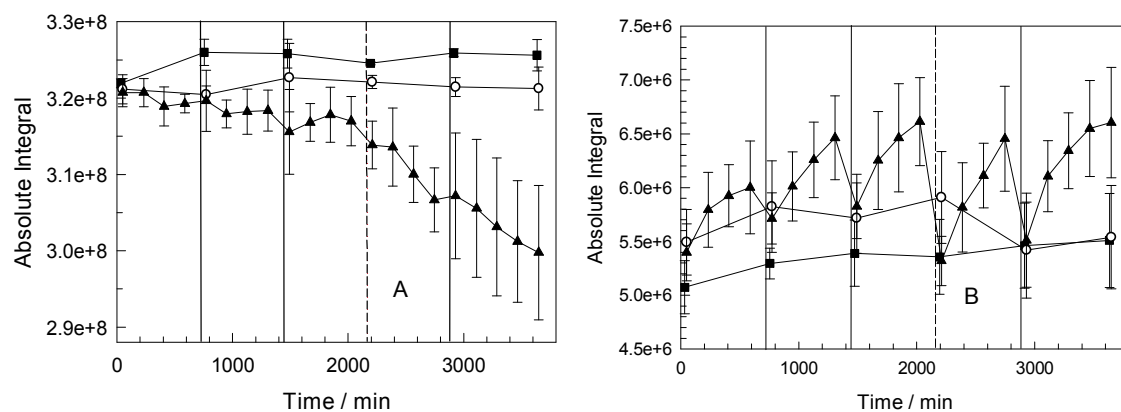 3.3e+8
3.2e+8
3.1e+8
3.0e+8
2.9e+8
Absolute Integral
A
0 1000 2000 3000
Time / min
7.5e+6
7.0e+6
6.5e+6
6.0e+6
5.5e+6
5.0e+6
4.5e+6
Absolute Integral
B
0 1000 2000 3000
Time / min